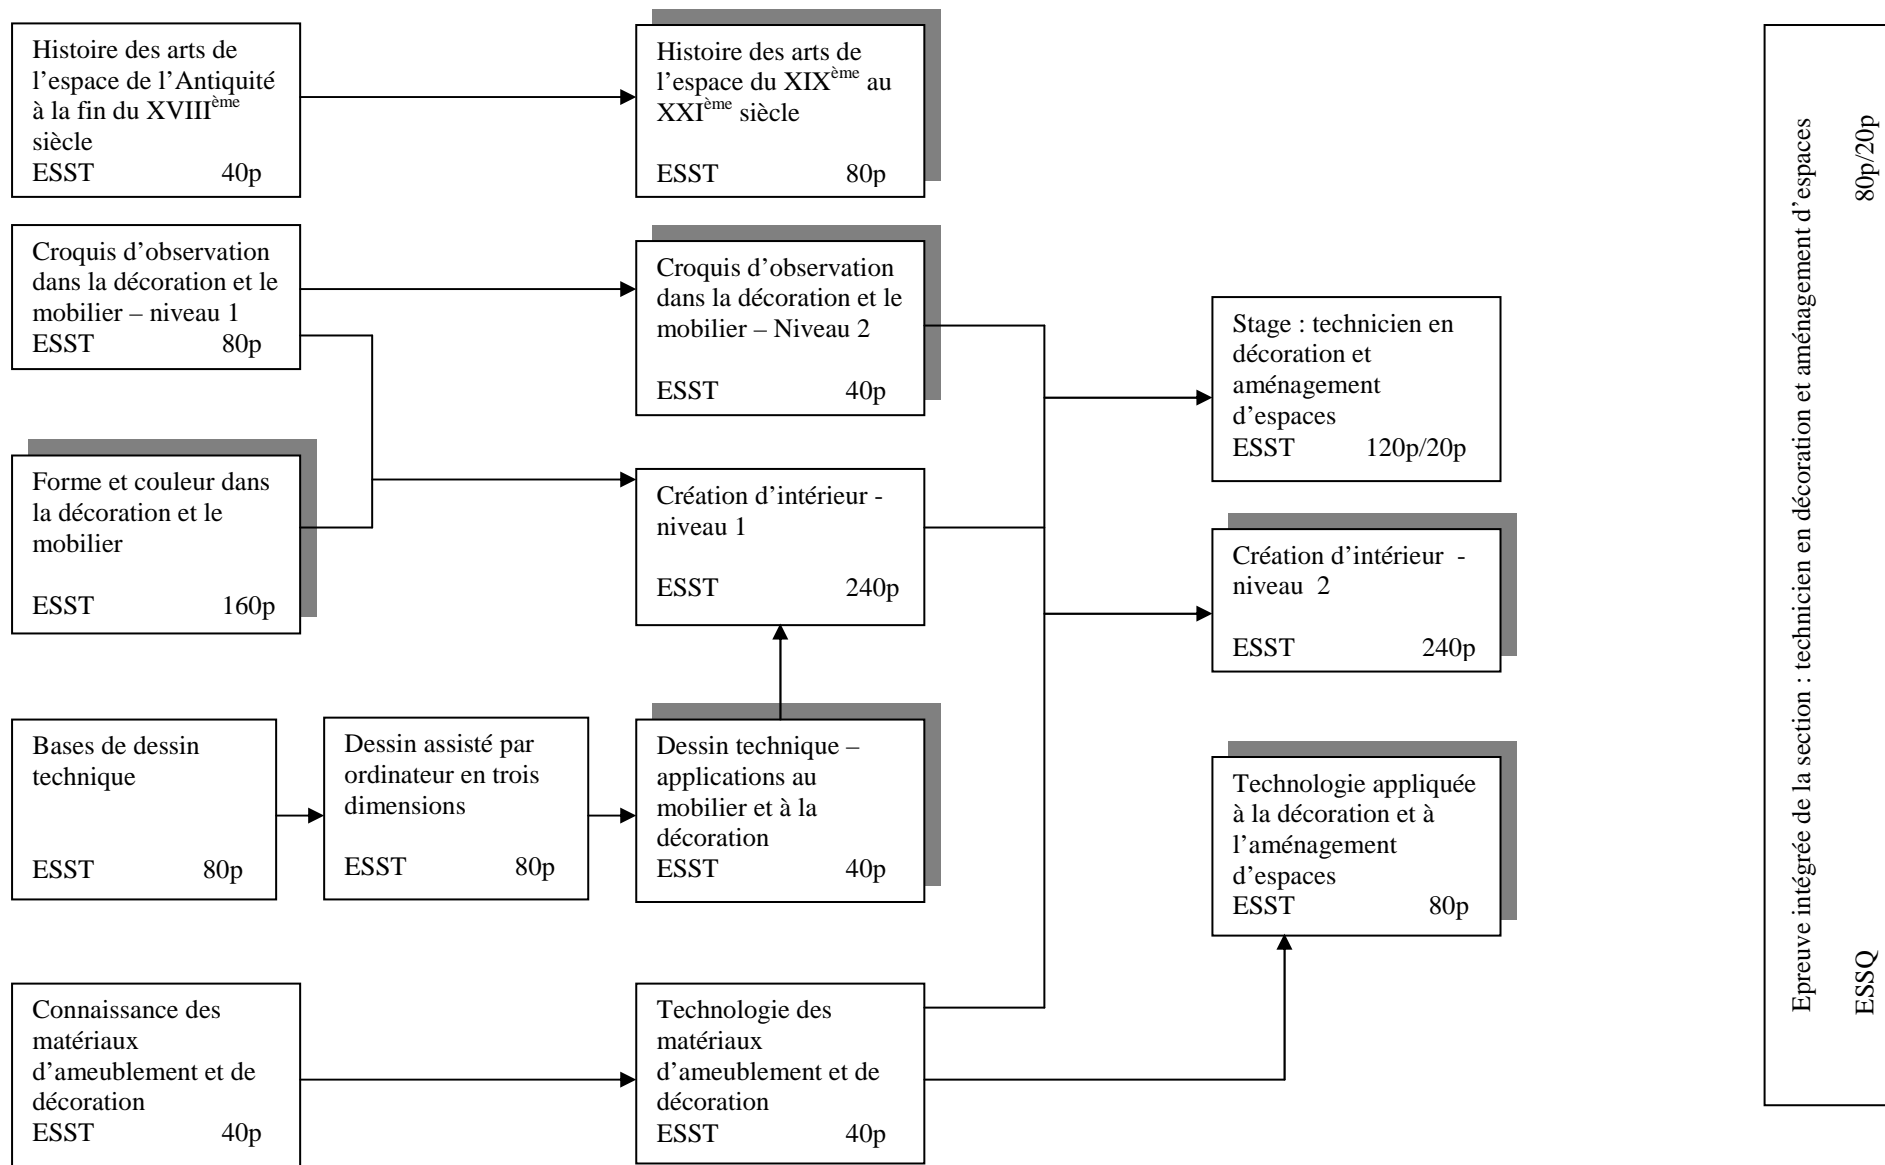 Histoire des arts de
l’espace de l’Antiquité
à la fin du XVIIIème
siècle
ESST 40p
Histoire des arts de
l’espace du XIXème au
XXIème siècle
ESST 80p
Croquis d’observation
dans la décoration et le
mobilier – niveau 1
ESST 80p
Croquis d’observation
dans la décoration et le
mobilier – Niveau 2
ESST 40p
Stage : technicien en
décoration et
aménagement
d’espaces
ESST 120p/20p
Forme et couleur dans
la décoration et le
mobilier
ESST 160p
Création d’intérieur -
niveau 1
ESST 240p
Création d’intérieur -
niveau 2
ESST 240p
Bases de dessin
technique
ESST 80p
Dessin assisté par
ordinateur en trois
dimensions
ESST 80p
Dessin technique –
applications au
mobilier et à la
décoration
ESST 40p
Technologie appliquée
à la décoration et à
l’aménagement
d’espaces
ESST 80p
Connaissance des
matériaux
d’ameublement et de
décoration
ESST 40p
Technologie des
matériaux
d’ameublement et de
décoration
ESST 40p
Epreuve intégrée de la section : technicien en décoration et aménagement d’espaces
ESSQ 80p/20p